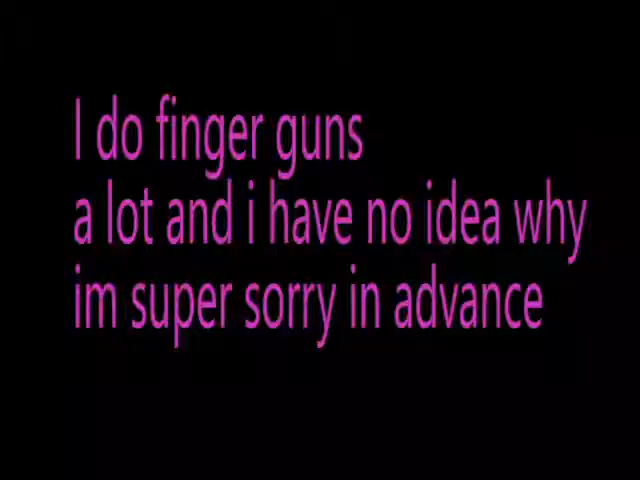 I do finger guns
a lot and i have no idea why
im super sorry in advance